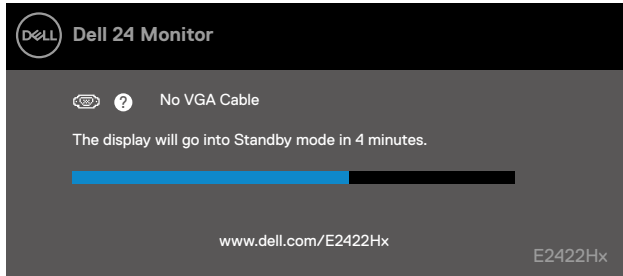 DELL
Dell 24 Monitor
? No VGA Cable
The display will go into Standby mode in 4 minutes.
www.dell.com/E2422Hx
E2422Hx